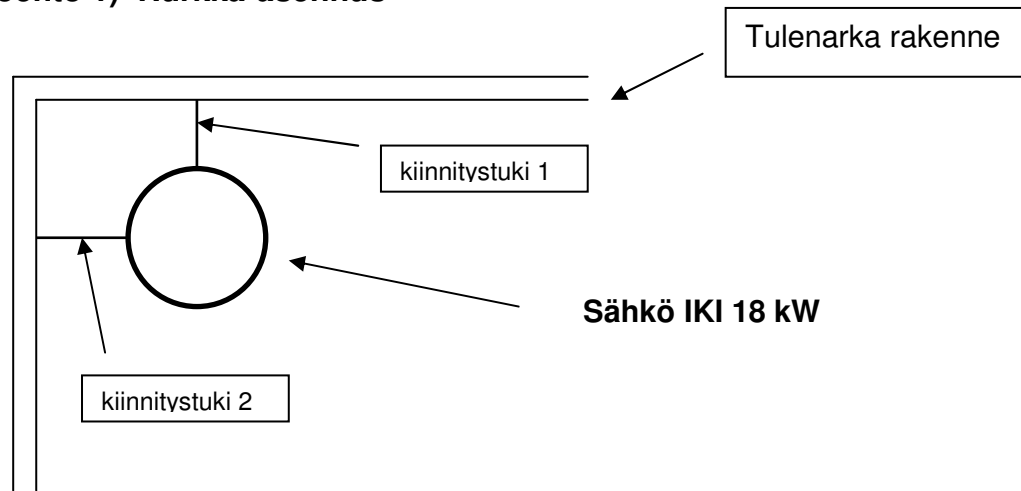 Tulenarka rakenne
kiinnitystuki 1
Sähkö IKI 18 kW
kiinnitystuki 2